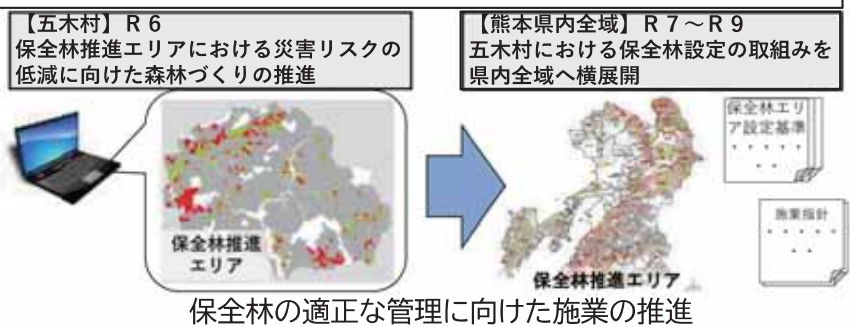 【五木村】R6
保全林推進エリアにおける災害リスクの
低減に向けた森林づくりの推進
【熊本県内全域】R7～R9
五木村における保全林設定の取組みを
県内全域へ横展開
保全林推進
エリア
保全林推進エリア
保全林エリ
ア設定基準
・・・・・
・・
施業指針
・・・・・
・・
保全林の適正な管理に向けた施業の推進